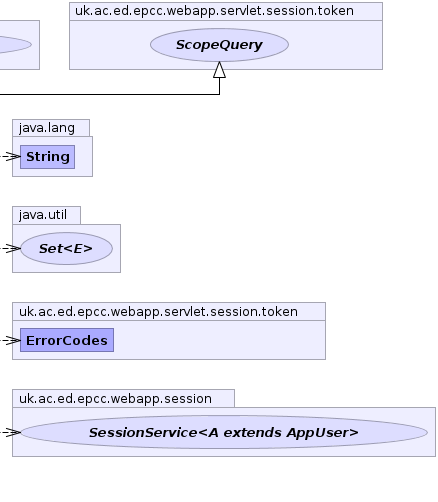 uk.ac.ed.epcc.webapp.servlet.session.token
ScopeQuery
java.lang
String
java.util
Set<E>
uk.ac.ed.epcc.webapp.servlet.session.token
ErrorCodes
uk.ac.ed.epcc.webapp.session
SessionService<A extends AppUser>